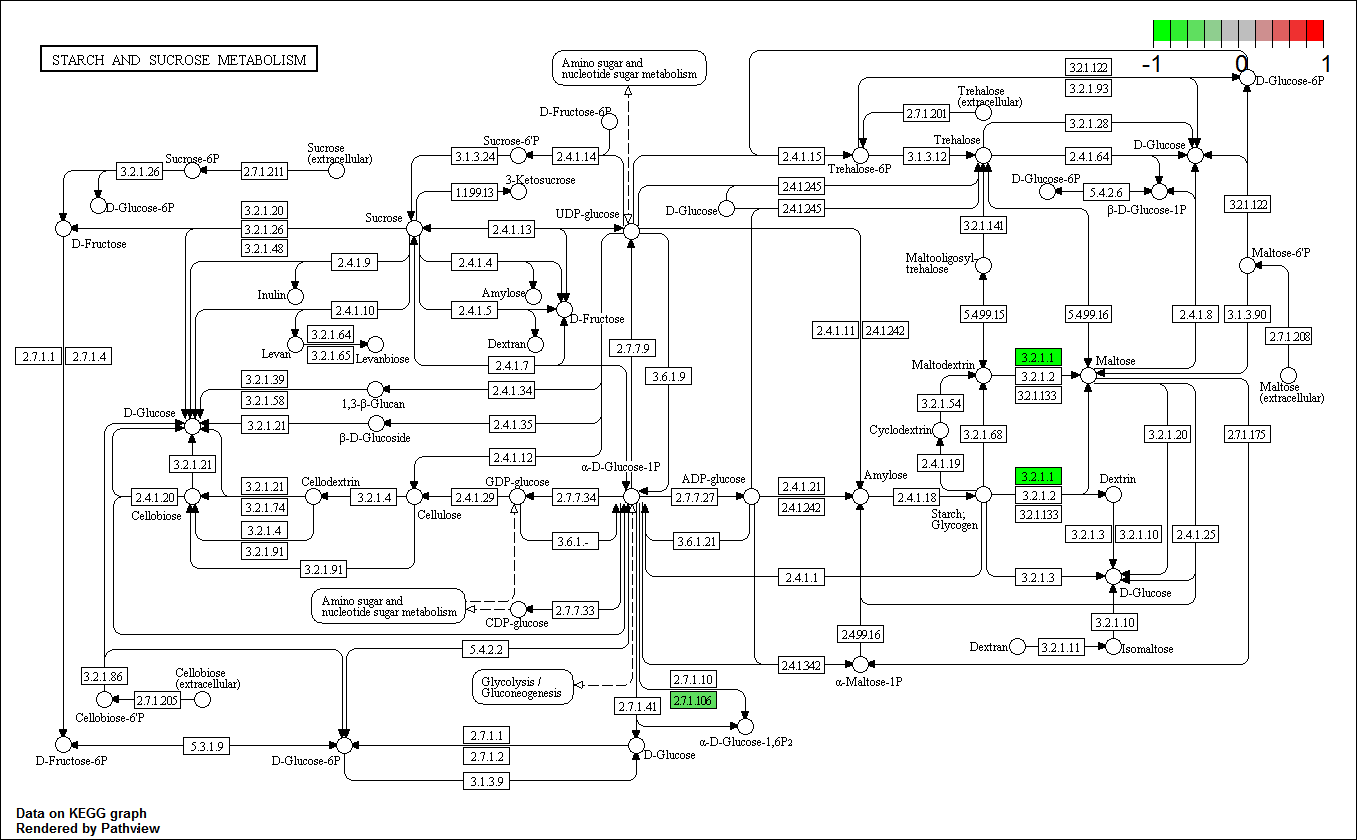 STARCH AND SUCROSE METABOLISM
-1
0
1
Amino sugar and
nucleotide sugar metabolism
D-Fructose-6P
Sucrose-6'P
3.1.3.24
2.4.1.14
Sucrose
(extracellular)
Sucrose-6P
3.2.1.26
2.7.1.211
D-Glucose-6P
1.1.99.13
3-Ketosucrose
3.2.1.20
3.2.1.26
3.2.1.48
Sucrose
UDP-glucose
2.4.1.13
D-Fructose
2.4.1.9
2.4.1.4
Inulin
Amylose
2.4.1.10
2.4.1.5
D-Fructose
3.2.1.64
3.2.1.65
Levan
Levanbiose
Dextran
2.4.1.7
2.7.1.1
2.7.1.4
2.7.7.9
3.6.1.9
3.2.1.39
3.2.1.58
1,3-β-Glucan
2.4.1.34
D-Glucose
3.2.1.21
β-D-Glucoside
2.4.1.35
3.2.1.21
2.4.1.12
α-D-Glucose-1P
ADP-glucose
2.4.1.20
Cellobiose
3.2.1.21
3.2.1.74
Cellodextrin
3.2.1.4
Cellulose
2.4.1.29
GDP-glucose
2.7.7.34
2.7.7.27
3.2.1.4
3.2.1.91
3.2.1.91
3.6.1.-
3.6.1.21
Amino sugar and
nucleotide sugar metabolism
CDP-glucose
2.7.7.33
5.4.2.2
3.2.1.86
Cellobiose
(extracellular)
2.7.1.205
Cellobiose-6'P
Glycolysis /
Gluconeogenesis
2.7.1.10
2.7.1.106
2.7.1.41
α-D-Glucose-1,6P2
D-Fructose-6P
5.3.1.9
D-Glucose-6P
2.7.1.1
2.7.1.2
3.1.3.9
D-Glucose
3.2.1.122
3.2.1.93
D-Glucose-6P
2.7.1.201
Trehalose
(extracellular)
3.2.1.28
2.4.1.15
Trehalose-6P
3.1.3.12
Trehalose
2.4.1.64
D-Glucose
2.4.1.245
D-Glucose
2.4.1.245
D-Glucose-6P
5.4.2.6
β-D-Glucose-1P
3.2.1.122
3.2.1.141
Maltooligosyl-
trehalose
Maltose-6'P
5.4.99.15
5.4.99.16
2.4.1.8
3.1.3.90
2.7.1.208
2.4.1.11
2.4.1.242
Maltodextrin
3.2.1.1
3.2.1.2
3.2.1.133
Maltose
Maltose
(extracellular)
3.2.1.54
Cyclodextrin
3.2.1.68
3.2.1.20
2.7.1.175
2.4.1.19
2.4.1.21
2.4.1.242
Amylose
2.4.1.18
Starch;
Glycogen
3.2.1.1
3.2.1.2
3.2.1.133
Dextrin
3.2.1.3
3.2.1.10
2.4.1.25
2.4.1.1
3.2.1.3
D-Glucose
3.2.1.10
2.4.99.16
Dextran
3.2.1.11
Isomaltose
2.4.1.342
α-Maltose-1P
Data on KEGG graph
Rendered by Pathview